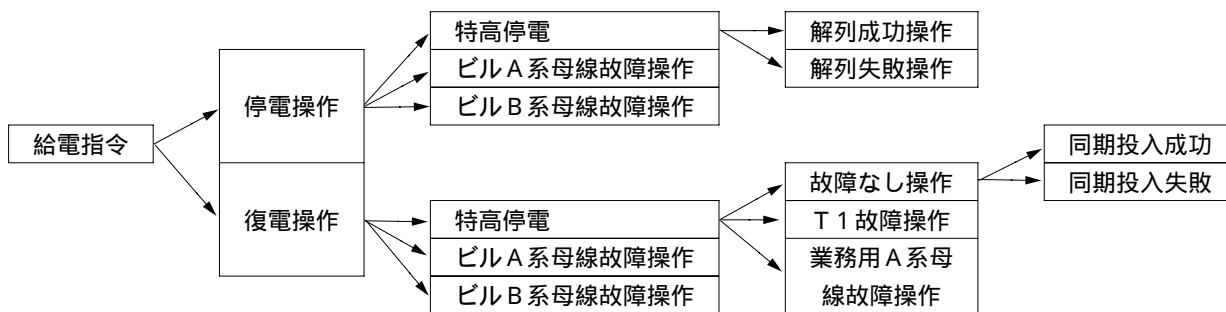 給電指令
停電操作
復電操作
特高停電
ビルA系母線故障操作
ビルB系母線故障操作
特高停電
ビルA系母線故障操作
ビルB系母線故障操作
解列成功操作
解列失敗操作
故障なし操作
T1故障操作
業務用A系母
線故障操作
同期投入成功
同期投入失敗